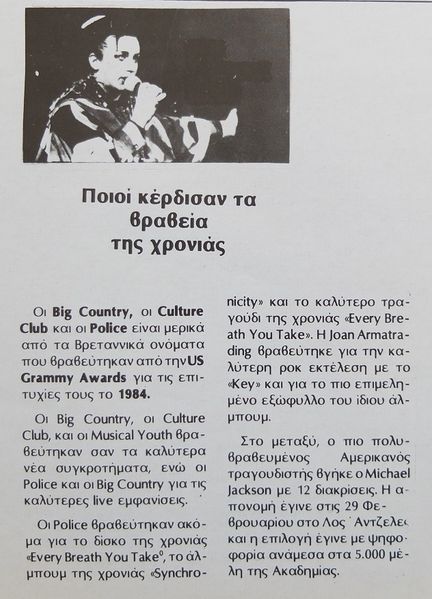 Ποιοί κέρδισαν τα
βραβεία
της χρονιάς
Οι Big Country, οι Culture
Club και οι Police είναι μερικά
από τα Βρεταννικά ονόματα
που βραβεύτηκαν από την US
Grammy Awards για τις επι-
τυχίες τους το 1984.
Οι Big Country, οι Culture
Club, και οι Musical Youth βρα-
βεύτηκαν σαν τα καλύτερα
νέα συγκροτήματα, ενώ οι
Police και οι Big Country για τις
καλύτερες live εμφανίσεις.
Οι Police βραβεύτηκαν ακό-
μα για το δίσκο της χρονιάς
«Every Breath You Take», το άλ-
μπουμ της χρονιάς «Synchro-
nicity» και το καλύτερο τρα-
γούδι της χρονιάς «Every Bre-
ath You Take». Η Joan Armatra-
ding βραβεύτηκε για την κα-
λύτερη ροκ εκτέλεση με το
«Key» και για το πιο επιμελη-
μένο εξώφυλλο του ίδιου άλ-
μπουμ.
Στο μεταξύ, ο πιο πολυ-
βραβευμένος Αμερικανός
τραγουδιστής βγήκε ο Michael
Jackson με 12 διακρίσεις. Η α-
πονομή έγινε στις 29 Φε-
βρουαρίου στο Λος Άντζελες
και η επιλογή έγινε με ψηφο-
φορία ανάμεσα στα 5.000 μέ-
λη της Ακαδημίας.